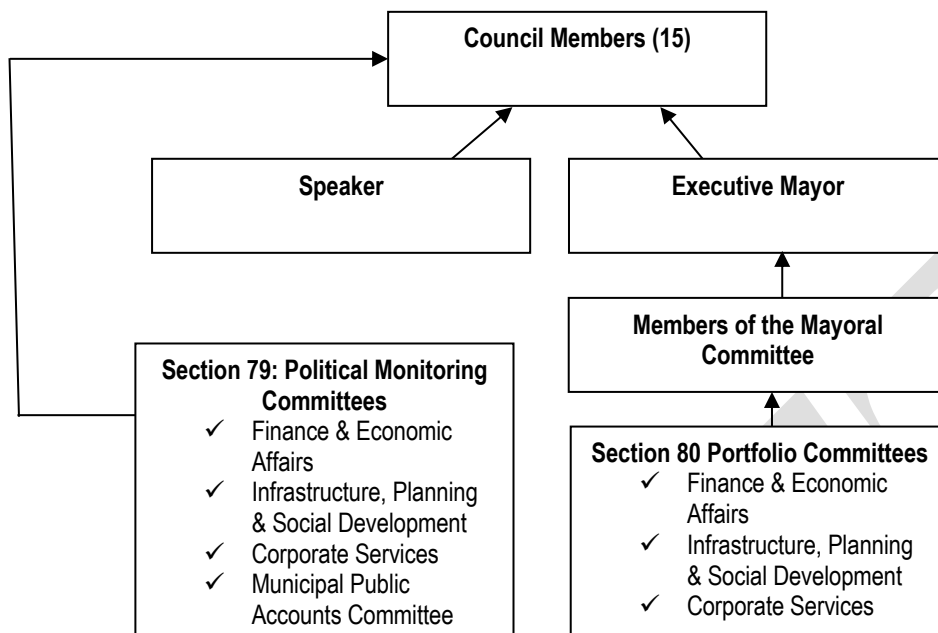 Council Members (15)
Speaker
Executive Mayor
Members of the Mayoral
Committee
Section 79: Political Monitoring
Committees
✓ Finance & Economic
Affairs
✓ Infrastructure, Planning
& Social Development
✓ Corporate Services
✓ Municipal Public
Accounts Committee
Section 80 Portfolio Committees
✓ Finance & Economic
Affairs
✓ Infrastructure, Planning
& Social Development
✓ Corporate Services